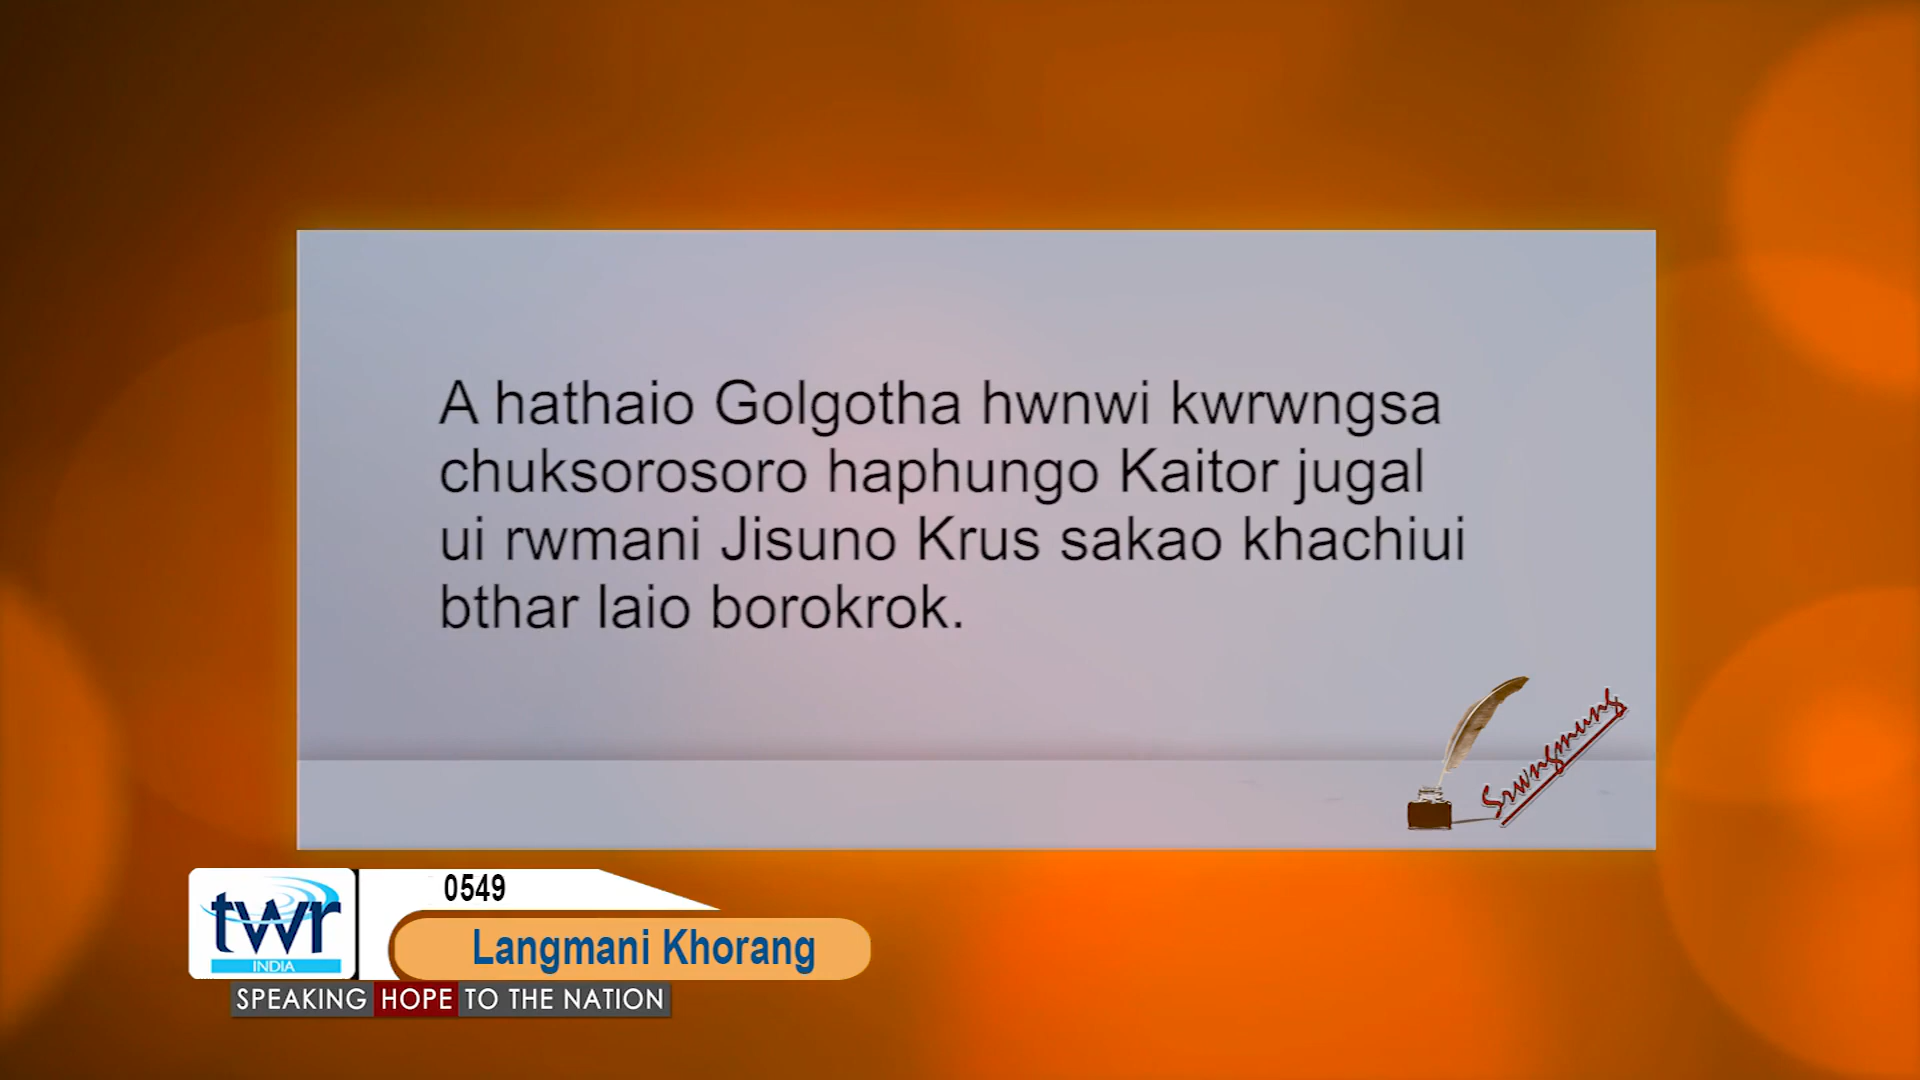 A hathaio Golgotha hwnwi kwrwngsa
chuksorosoro haphungo Kaitor jugal
ui rwmani Jisuno Krus sakao khachiui
bthar laio borokrok.
Srwngmung
0549
twr
INDIA
Langmani Khorang
SPEAKING HOPE TO THE NATION